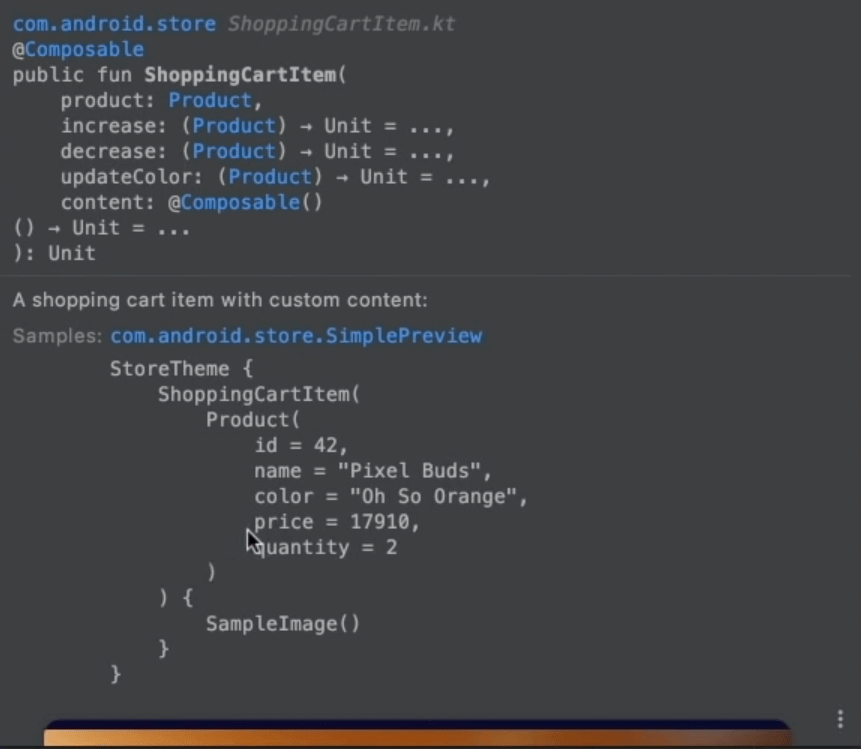 com.android.store ShoppingCartItem.kt
@Composable
public fun ShoppingCartItem(
    product: Product,
    increase: (Product) → Unit = ...,
    decrease: (Product) → Unit = ...,
    updateColor: (Product) → Unit = ...,
    content: @Composable()
() → Unit = ...
): Unit
A shopping cart item with custom content:
Samples: com.android.store.SimplePreview
StoreTheme {
    ShoppingCartItem(
        Product(
            id = 42,
            name = "Pixel Buds",
            color = "Oh So Orange",
            price = 17910,
            quantity = 2
        )
    ) {
        SampleImage()
    }
}